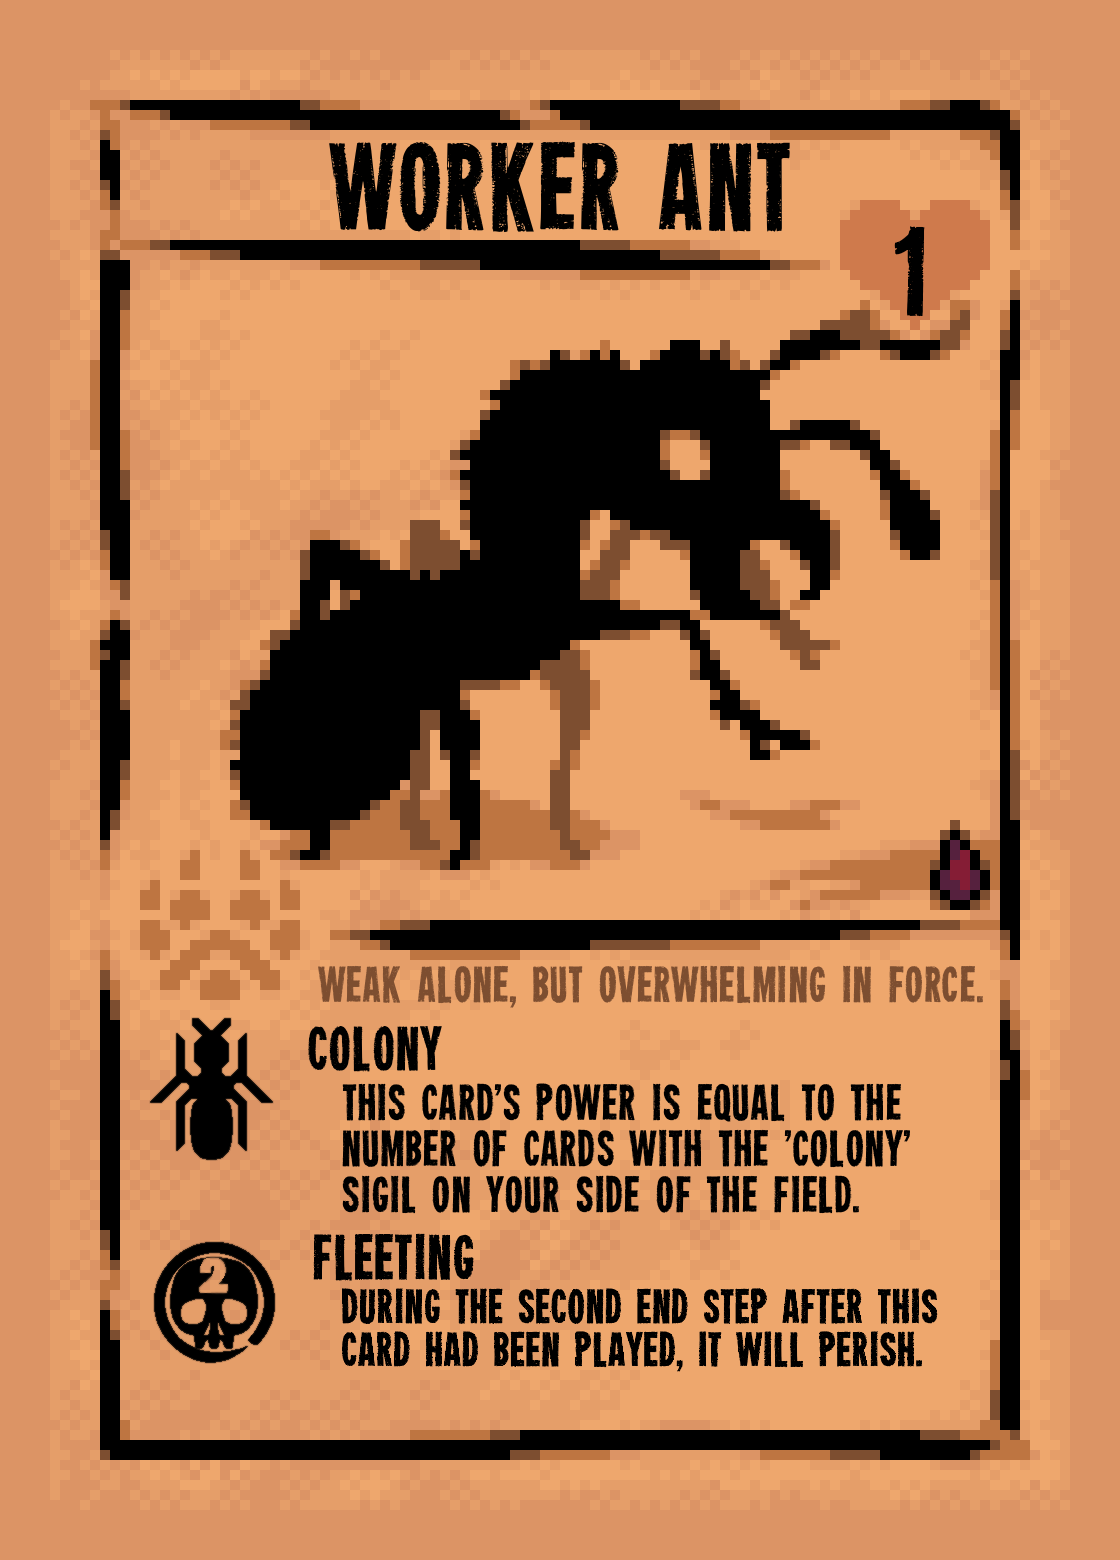 WORKER ANT
1
WEAK ALONE, BUT OVERWHELMING IN FORCE.
COLONY
THIS CARD'S POWER IS EQUAL TO THE
NUMBER OF CARDS WITH THE 'COLONY'
SIGIL ON YOUR SIDE OF THE FIELD.
2
FLEETING
DURING THE SECOND END STEP AFTER THIS
CARD HAD BEEN PLAYED, IT WILL PERISH.